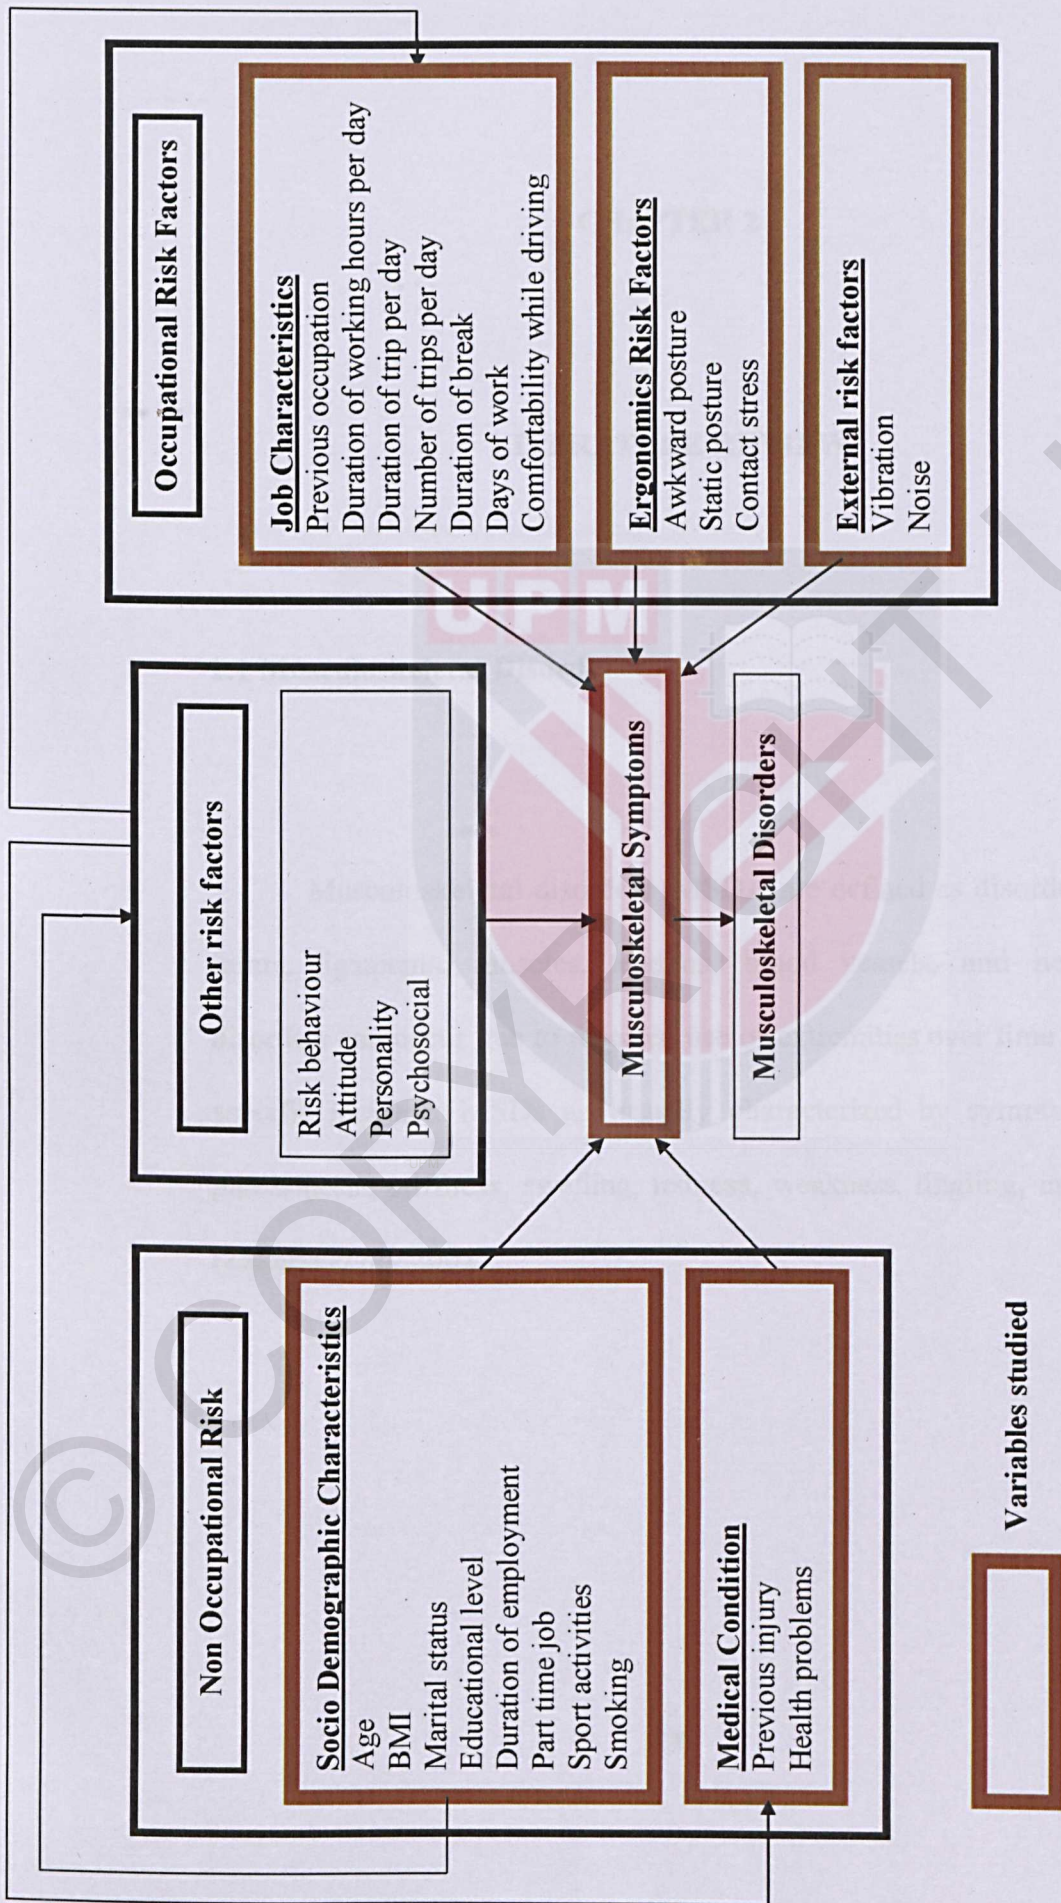 Non Occupational Risk
Socio Demographic Characteristics
Age
BMI
Marital status
Educational level
Duration of employment
Part time job
Sport activities
Smoking
Medical Condition
Previous injury
Health problems
Other risk factors
Risk behaviour
Attitude
Personality
Psychosocial
Musculoskeletal Symptoms
Musculoskeletal Disorders
Occupational Risk Factors
Job Characteristics
Previous occupation
Duration of working hours per day
Duration of trip per day
Number of trips per day
Duration of break
Days of work
Comfortability while driving
Ergonomics Risk Factors
Awkward posture
Static posture
Contact stress
External risk factors
Vibration
Noise
Variables studied
© COPYRIGHT
UPM